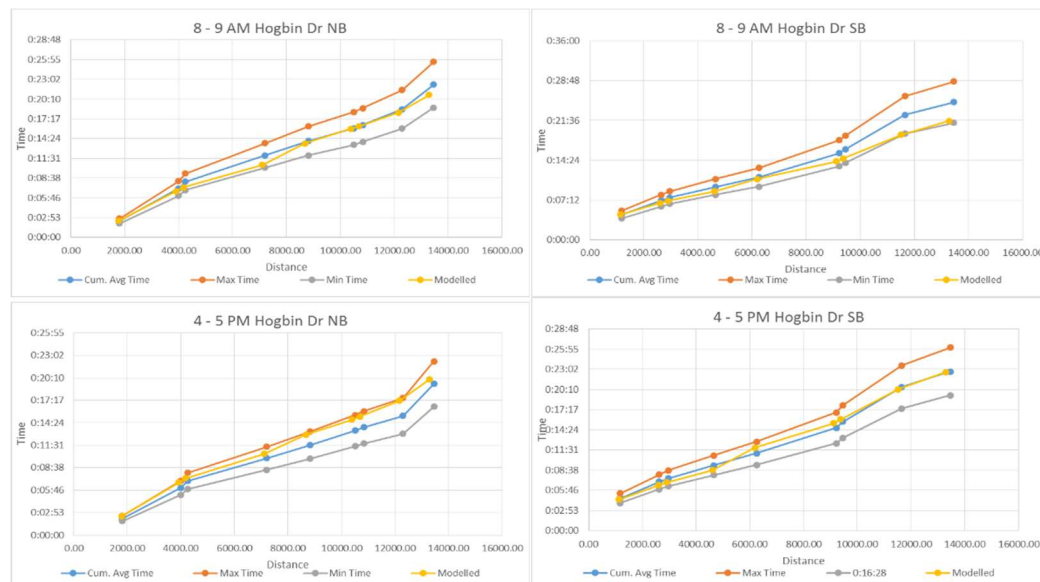 8 - 9 AM Hogbin Dr NB
0:28:48
0:25:55
0:23:02
0:20:10
0:17:17
0:14:24
0:11:31
0:08:38
0:05:46
0:02:53
0:00:00
Time
0.00 2000.00 4000.00 6000.00 8000.00 10000.00 12000.00 14000.00 16000.00
Distance
Cum. Avg Time Max Time Min Time Modelled
8 - 9 AM Hogbin Dr SB
0:36:00
0:28:48
0:21:36
0:14:24
0:07:12
0:00:00
Time
0.00 2000.00 4000.00 6000.00 8000.00 10000.00 12000.00 14000.00 16000.00
Distance
Cum. Avg Time Max Time Min Time Modelled
4 - 5 PM Hogbin Dr NB
0:25:55
0:23:02
0:20:10
0:17:17
0:14:24
0:11:31
0:08:38
0:05:46
0:02:53
0:00:00
Time
0.00 2000.00 4000.00 6000.00 8000.00 10000.00 12000.00 14000.00 16000.00
Distance
Cum. Avg Time Max Time Min Time Modelled
4 - 5 PM Hogbin Dr SB
0:28:48
0:25:55
0:23:02
0:20:10
0:17:17
0:14:24
0:11:31
0:08:38
0:05:46
0:02:53
0:00:00
Time
0.00 2000.00 4000.00 6000.00 8000.00 10000.00 12000.00 14000.00 16000.00
Distance
Cum. Avg Time Max Time 0:16:28 Modelled